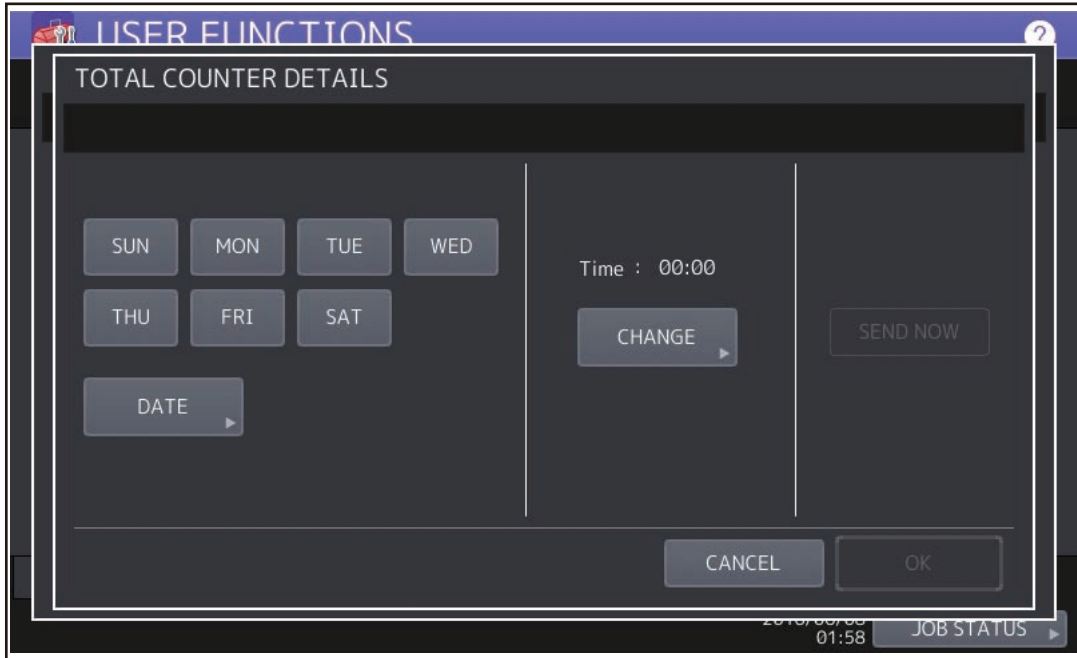 USER FUNCTIONS
?
TOTAL COUNTER DETAILS
SUN MON TUE WED
Time : 00:00
THU FRI SAT
CHANGE
SEND NOW
DATE
CANCEL OK
01:58 JOB STATUS